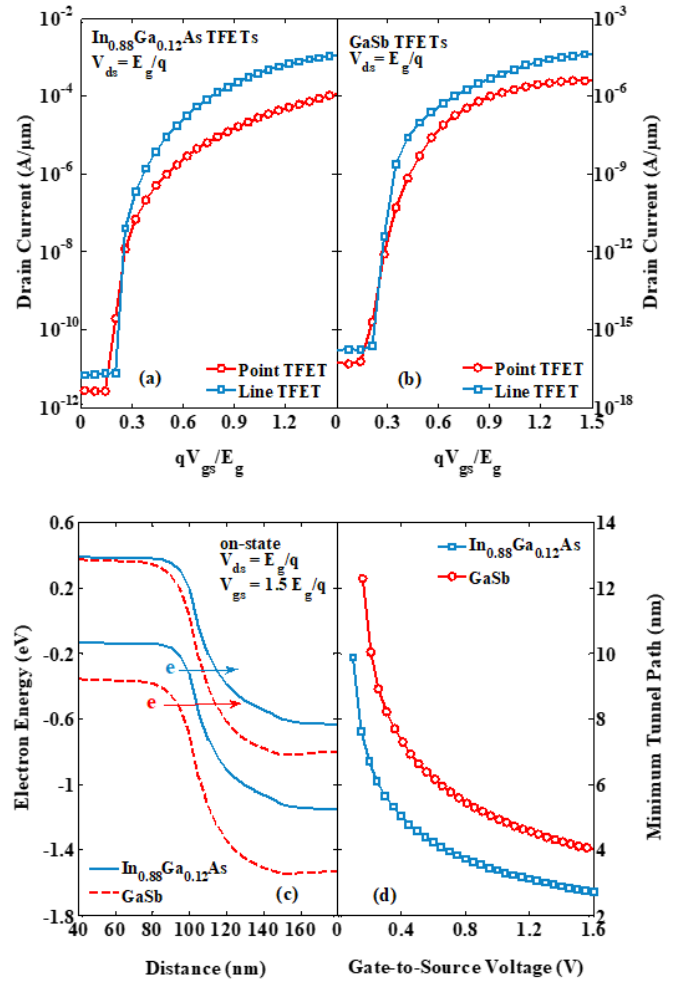 In0.88Ga0.12As TFETs
Vds = Eg/q
10-2
10-4
10-6
10-8
10-10
10-12
Drain Current (A/μm)
Point TFET
Line TFET
(a)
0 0.3 0.6 0.9 1.2
qVgs/Eg
GaSb TFETs
Vds = Eg/q
10-3
10-6
10-9
10-12
10-15
10-18
Drain Current (A/μm)
Point TFET
Line TFET
(b)
0 0.3 0.6 0.9 1.2 1.5
qVgs/Eg
0.6
0.2
-0.2
-0.6
-1
-1.4
-1.8
Electron Energy (eV)
on-state
Vds = Eg/q
Vgs = 1.5 Eg/q
e
e
In0.88Ga0.12As
GaSb
(c)
40 60 80 100 120 140 160
Distance (nm)
In0.88Ga0.12As
GaSb
14
12
10
8
6
4
2
Minimum Tunnel Path (nm)
(d)
0 0.4 0.8 1.2 1.6
Gate-to-Source Voltage (V)